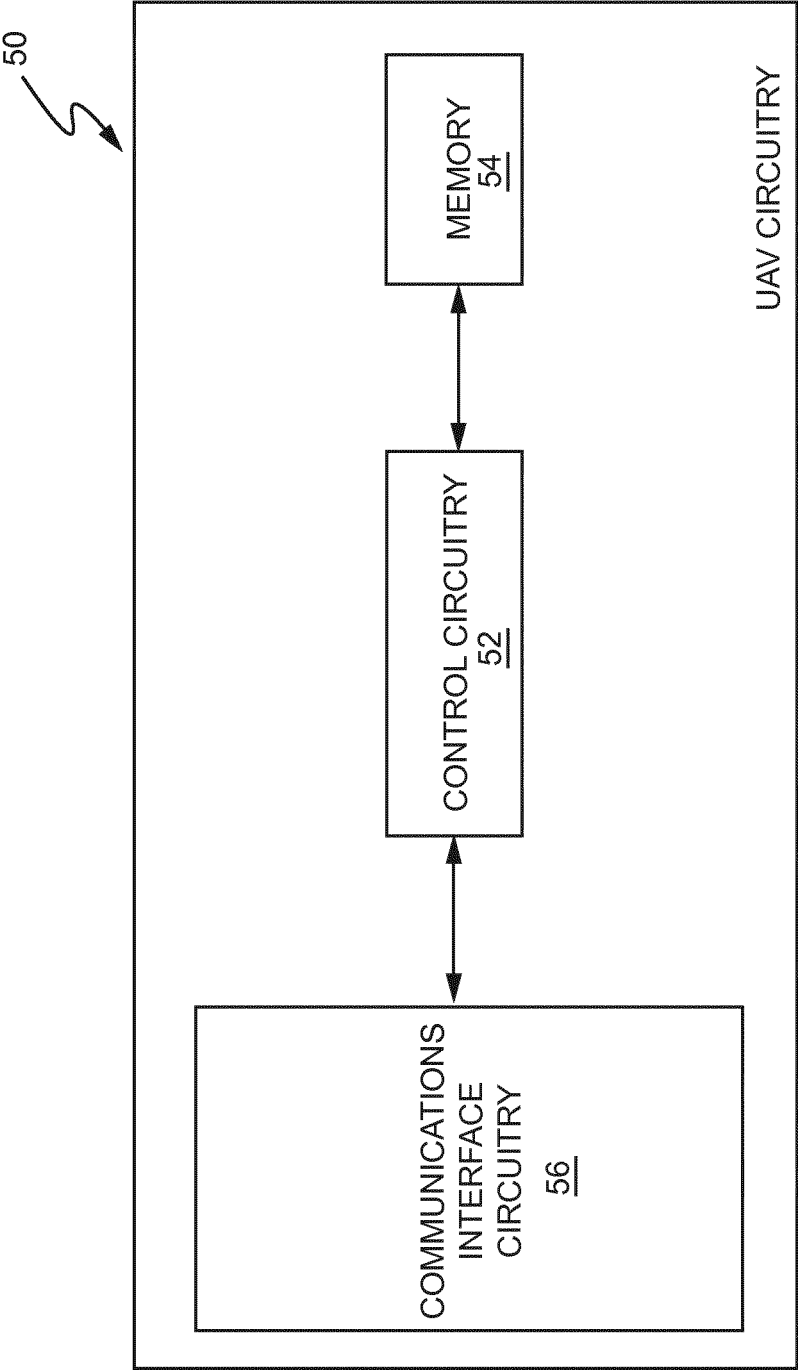 50
COMMUNICATIONS
INTERFACE
CIRCUITRY
56
CONTROL CIRCUITRY
52
MEMORY
54
UAV CIRCUITRY